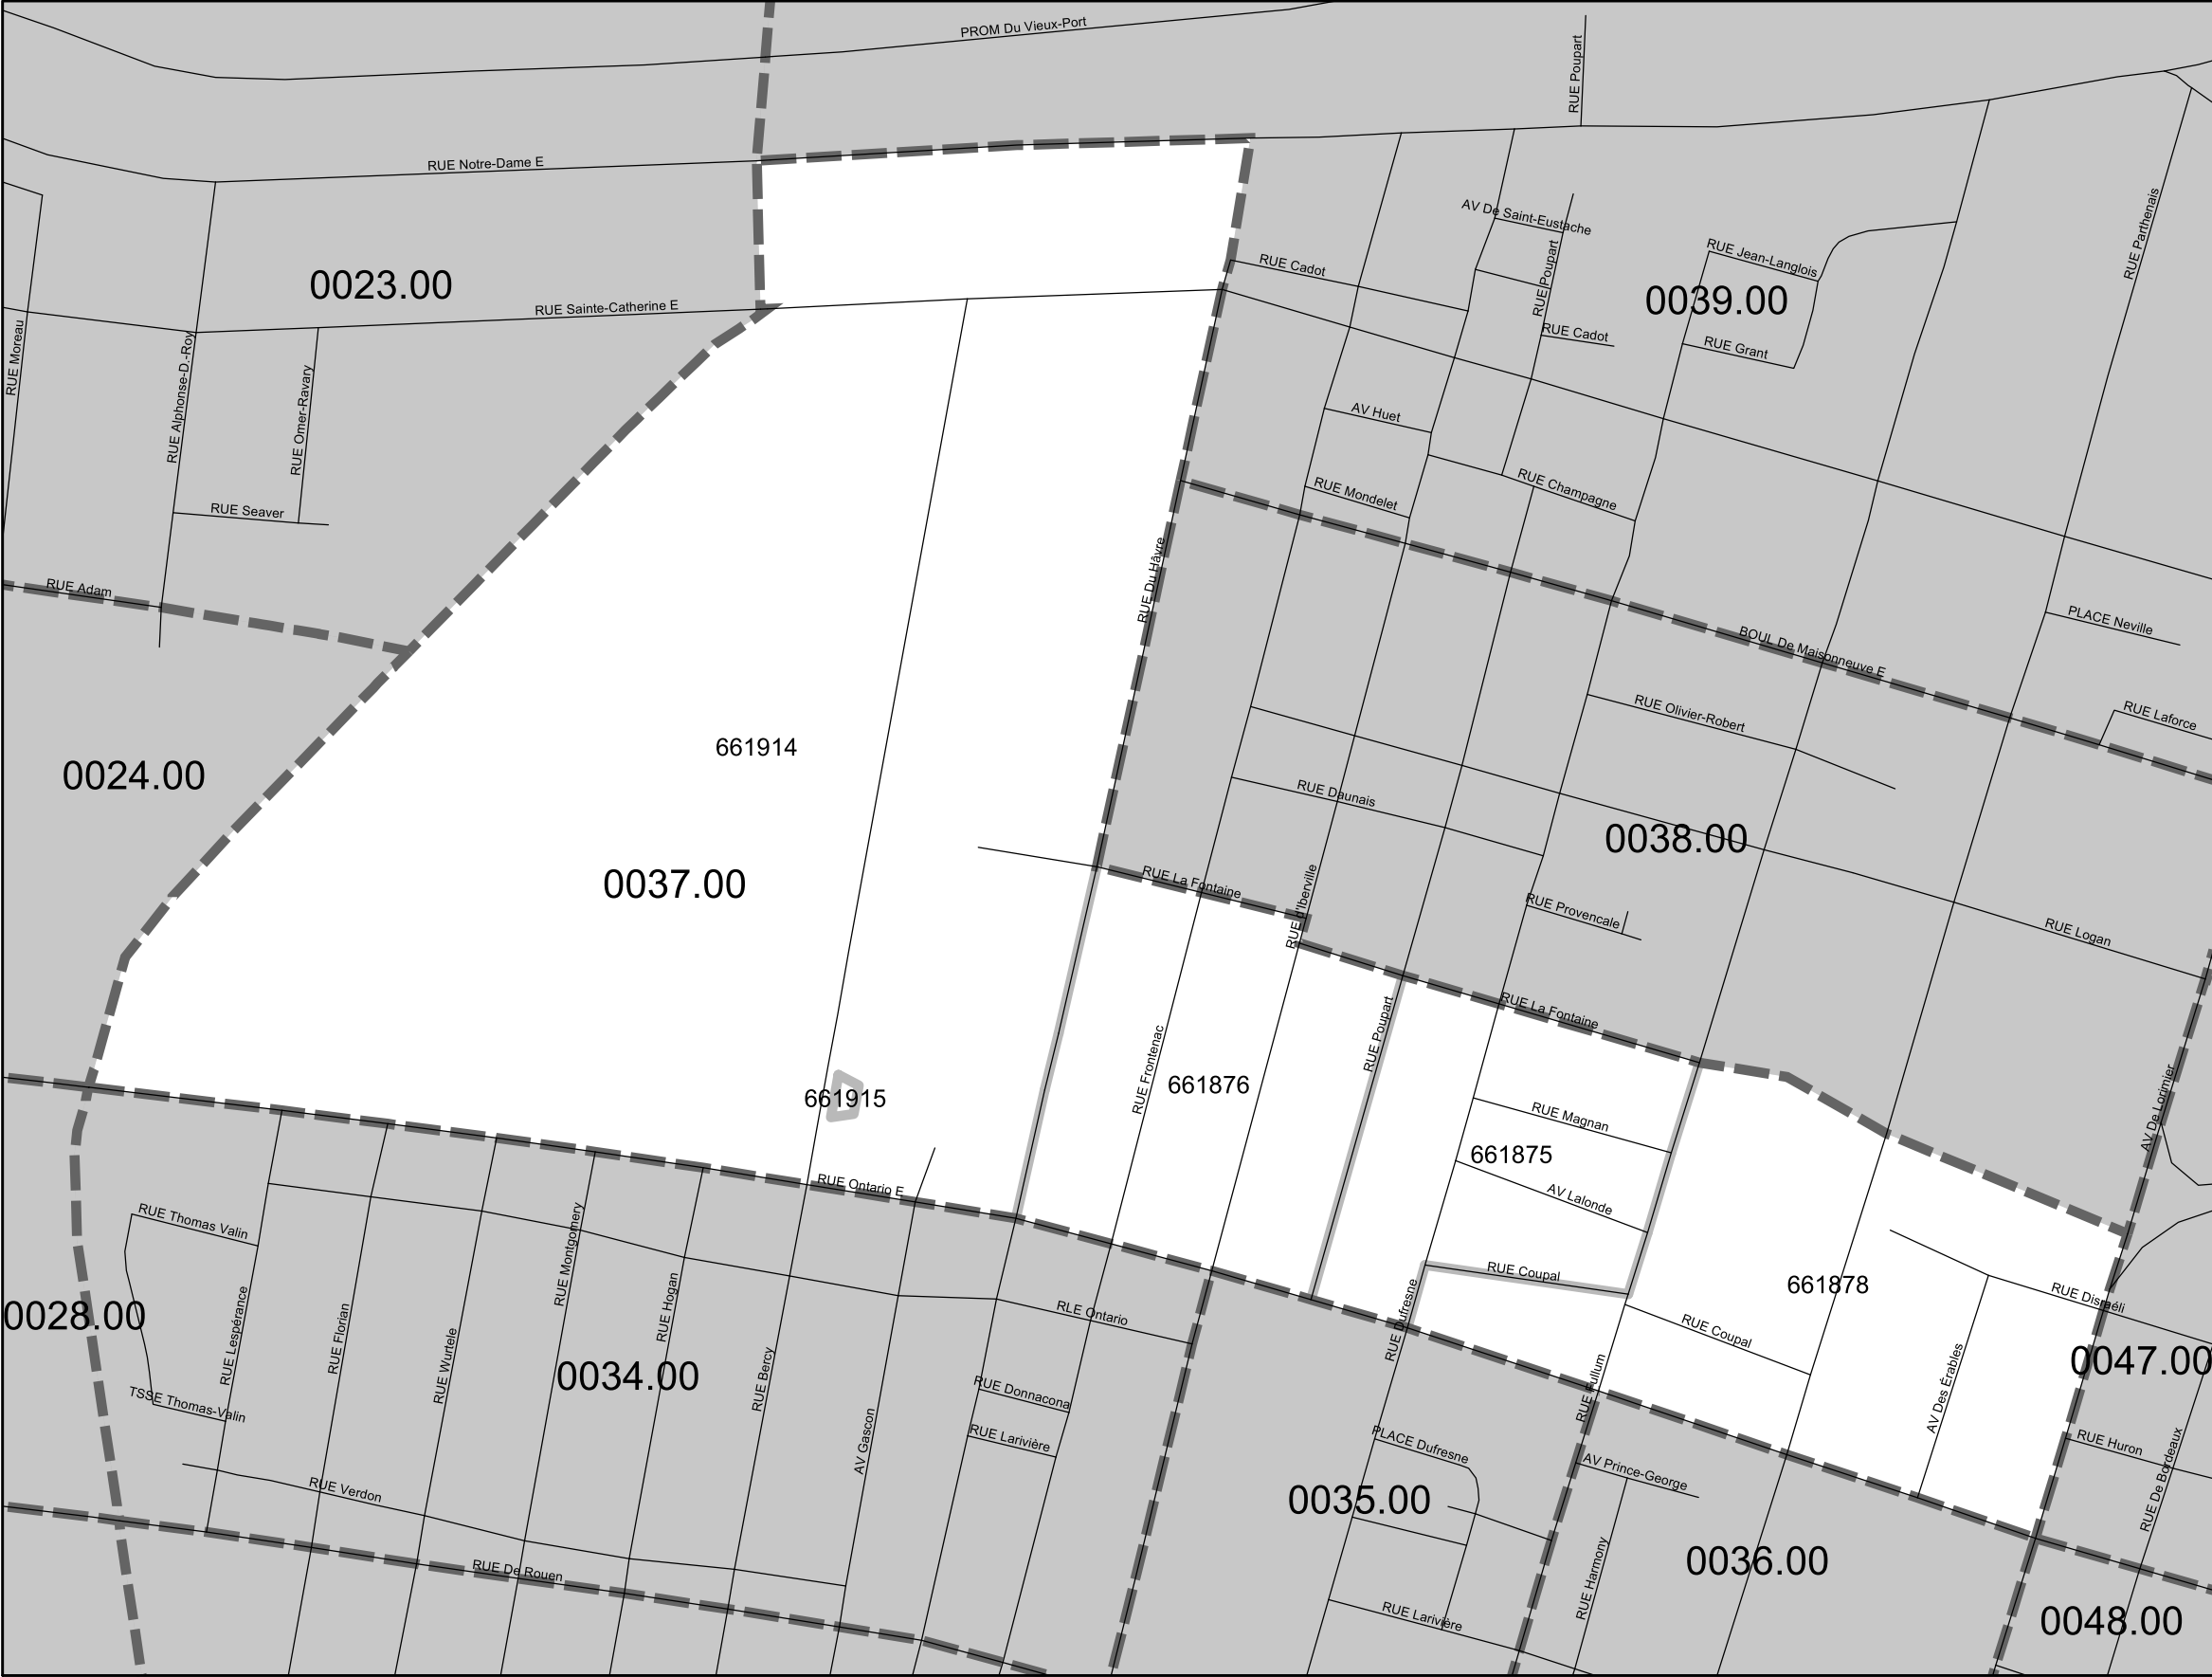 PROM Du Vieux-Port
RUE Poupart
RUE Notre-Dame E
RUE Parthenais
AV De Saint-Eustache
RUE Jean-Langlois
RUE Cadot
RUE Poupart
0023.00
0039.00
RUE Sainte-Catherine E
RUE Moreau
RUE Alphonse-D.-Roy
RUE Omer-Ravary
RUE Cadot
RUE Grant
AV Huet
RUE Mondelet
RUE Champagne
RUE Seaver
RUE Du Hâvre
RUE Adam
PLACE Neville
BOUL De Maisonneuve E
RUE Olivier-Robert
RUE Laforce
661914
0024.00
RUE Daunais
0038.00
0037.00
RUE La Fontaine
RUE d'Iberville
RUE Provencale
RUE Logan
RUE La Fontaine
RUE Poupart
RUE Frontenac
661876
661915
RUE Magnan
AV De Lorimier
661875
RUE Ontario E
AV Lalonde
RUE Thomas Valin
RUE Montgomery
RUE Coupal
661878
RUE Disraéli
0028.00
RUE Lespérance
RUE Florian
RUE Wurtele
RUE Hogan
RLE Ontario
RUE Dufresne
RUE Coupal
0047.00
0034.00
RUE Bercy
RUE Donnacona
RUE Fullum
AV Des Érables
TSSE Thomas-Valin
AV Gascon
RUE Larivière
PLACE Dufresne
RUE Huron
RUE De Bordeaux
AV Prince-George
RUE Verdon
0035.00
0036.00
RUE De Rouen
RUE Harmony
RUE Larivière
0048.00